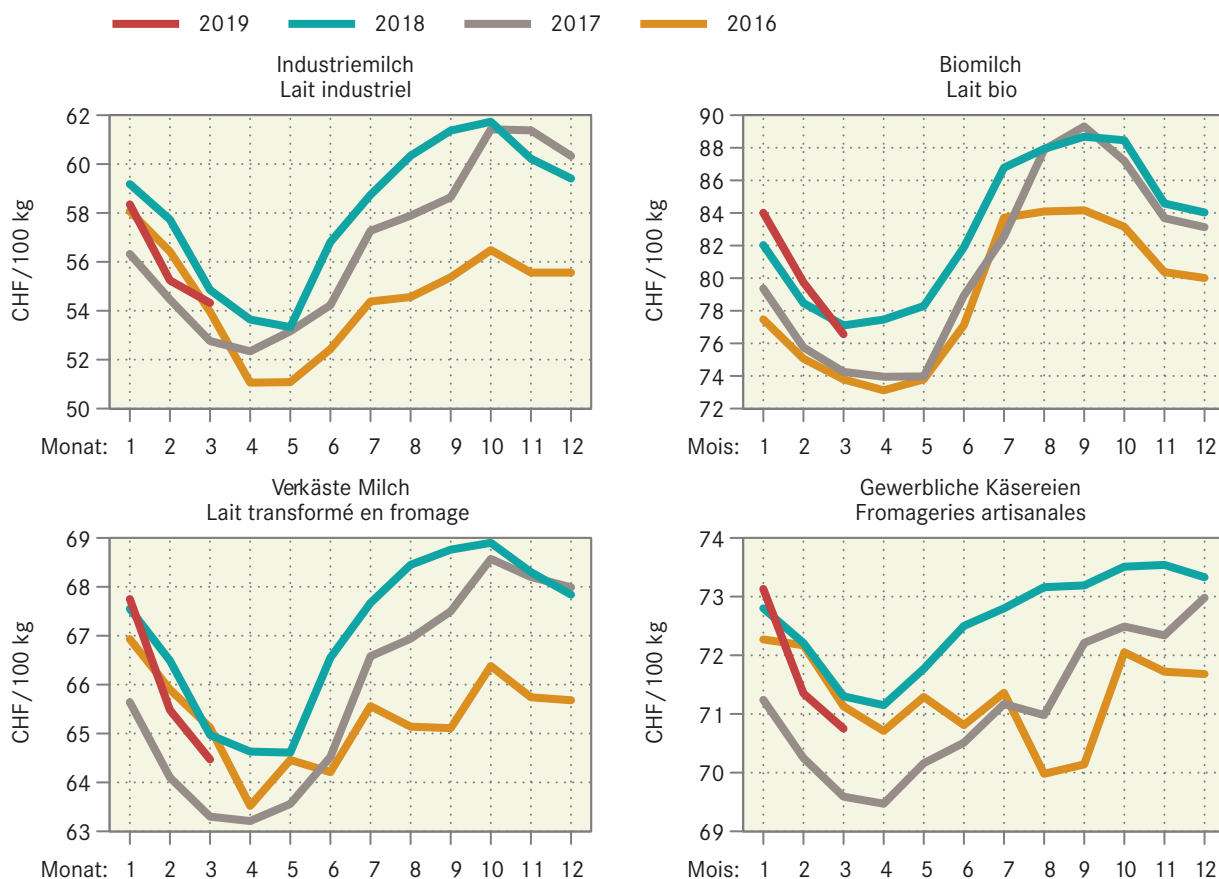 2019 2018 2017 2016
Industriemilch
Lait industriel
CHF / 100 kg
62
60
58
56
54
52
50
Monat: 1 2 3 4 5 6 7 8 9 10 11 12
Biomilch
Lait bio
CHF / 100 kg
90
88
86
84
82
80
78
76
74
72
Mois: 1 2 3 4 5 6 7 8 9 10 11 12
Verkäste Milch
Lait transformé en fromage
CHF / 100 kg
69
68
67
66
65
64
63
Monat: 1 2 3 4 5 6 7 8 9 10 11 12
Gewerbliche Käsereien
Fromageries artisanales
CHF / 100 kg
74
73
72
71
70
69
Mois: 1 2 3 4 5 6 7 8 9 10 11 12